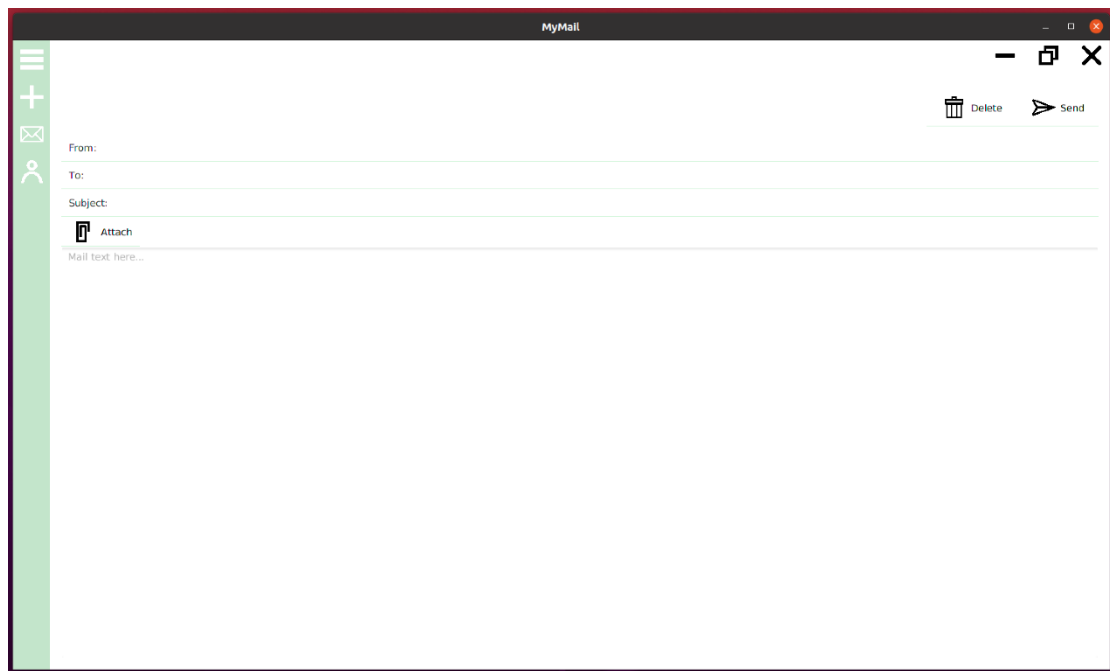 MyMail
Delete Send
From:
To:
Subject:
Attach
Mail text here...